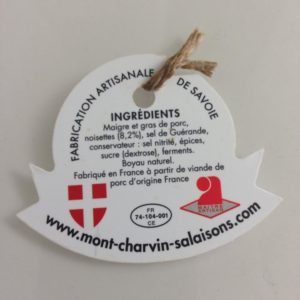 FABRICATION ARTISANALE DE SAVOIE
INGRÉDIENTS
Maigre et gras de porc,
noisettes (8,2%), sel de Guérande,
conservateur : sel nitrité, épices,
sucre (dextrose), ferments.
Boyau naturel.
Fabriqué en France à partir de viande de
porc d'origine France
FR
74-104-001
CE
MAITRE
ARTISAN
www.mont-charvin-salaisons.com